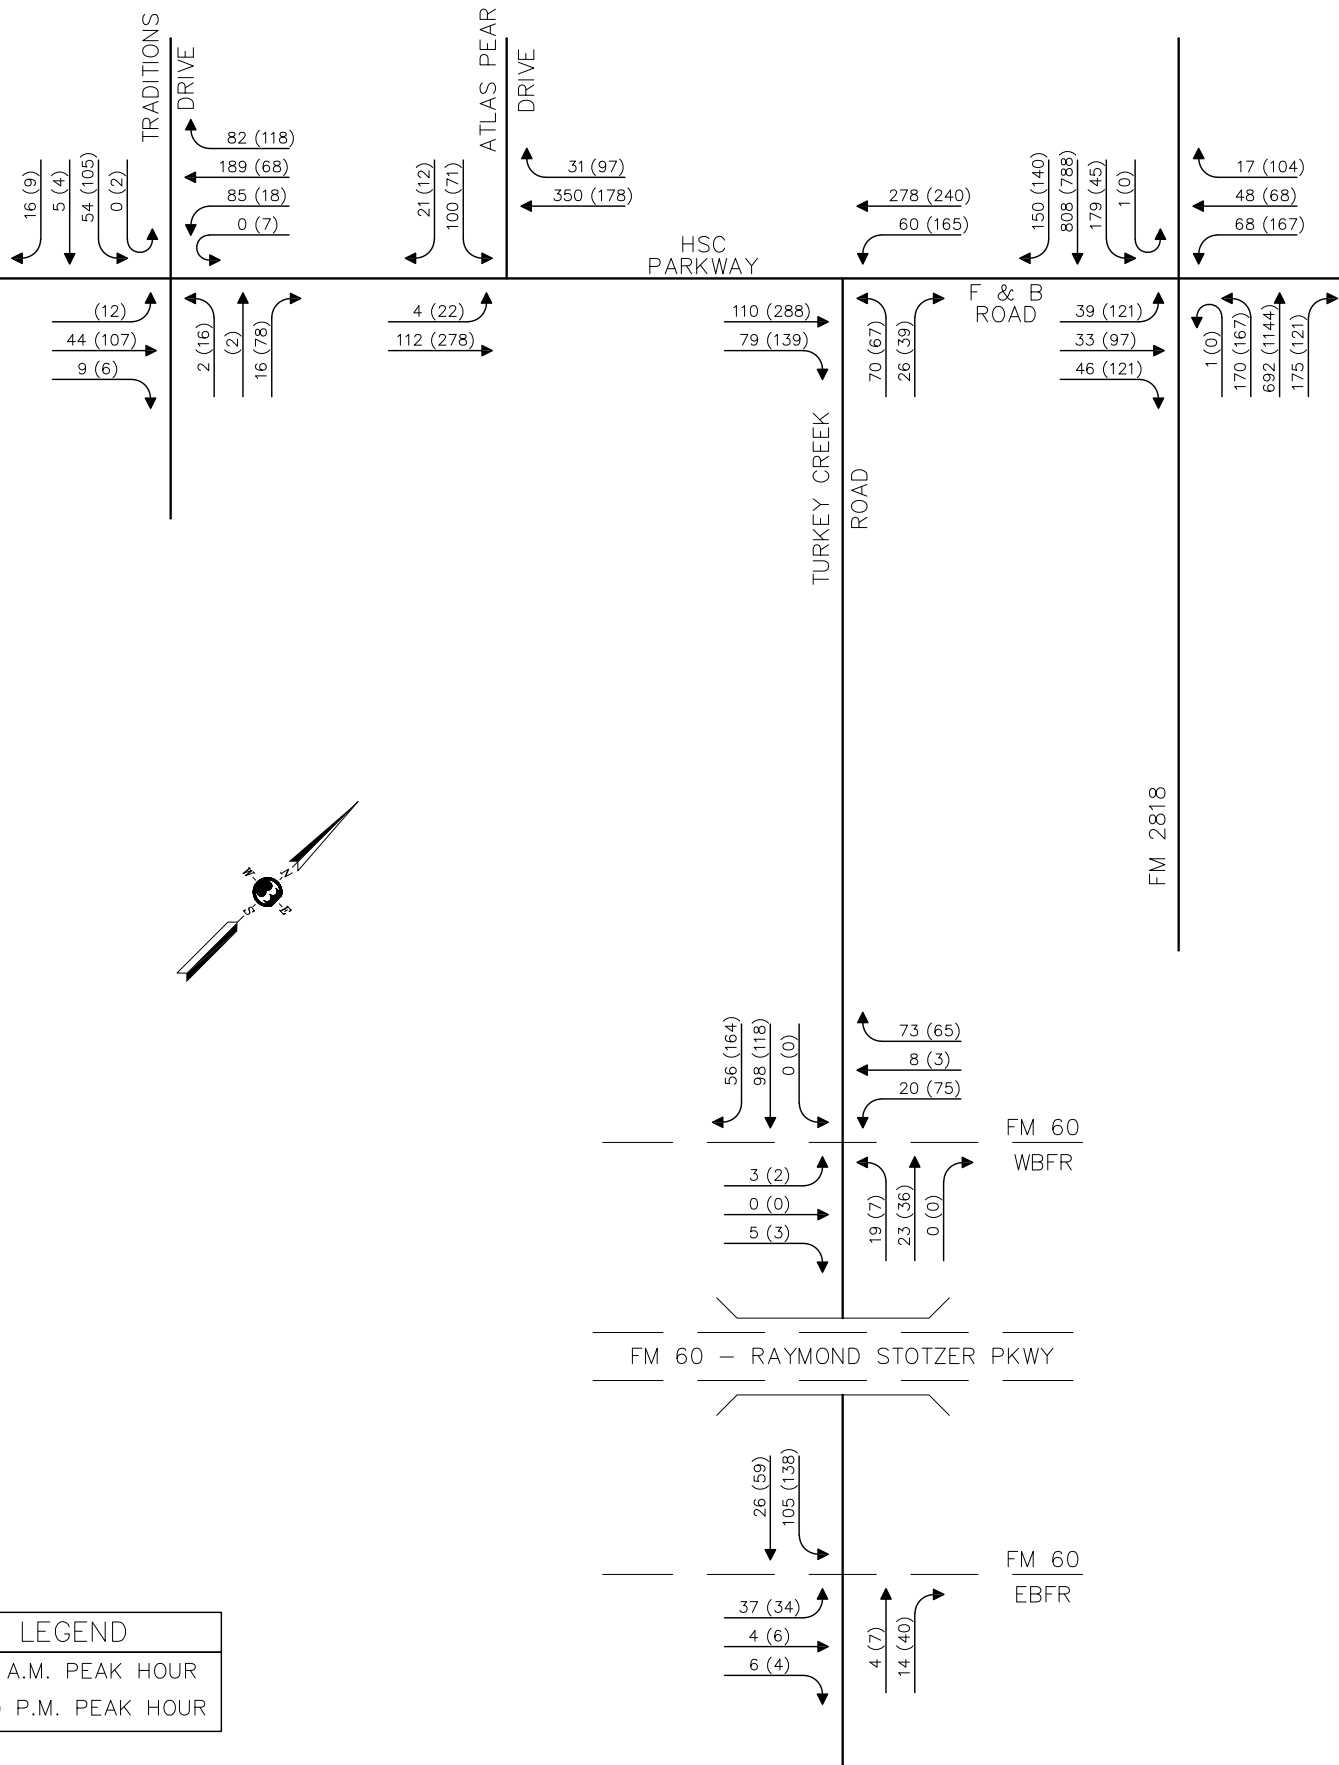 TRADITIONS
DRIVE
82 (118)
189 (68)
85 (18)
0 (7)
16 (9)
5 (4)
54 (105)
0 (2)
(12)
44 (107)
9 (6)
2 (16)
(2)
16 (78)
ATLAS PEAR
DRIVE
31 (97)
350 (178)
21 (12)
100 (71)
4 (22)
112 (278)
HSC
PARKWAY
278 (240)
60 (165)
110 (288)
79 (139)
70 (67)
26 (39)
TURKEY CREEK
ROAD
F & B
ROAD
150 (140)
808 (788)
179 (45)
1 (0)
17 (104)
48 (68)
68 (167)
39 (121)
33 (97)
46 (121)
1 (0)
170 (167)
692 (1144)
175 (121)
FM 2818
W
N
S
E
56 (164)
98 (118)
0 (0)
73 (65)
8 (3)
20 (75)
FM 60
WBFR
3 (2)
0 (0)
5 (3)
19 (7)
23 (36)
0 (0)
FM 60 - RAYMOND STOTZER PKWY
26 (59)
105 (138)
FM 60
EBFR
37 (34)
4 (6)
6 (4)
4 (7)
14 (40)
LEGEND
A.M. PEAK HOUR
) P.M. PEAK HOUR